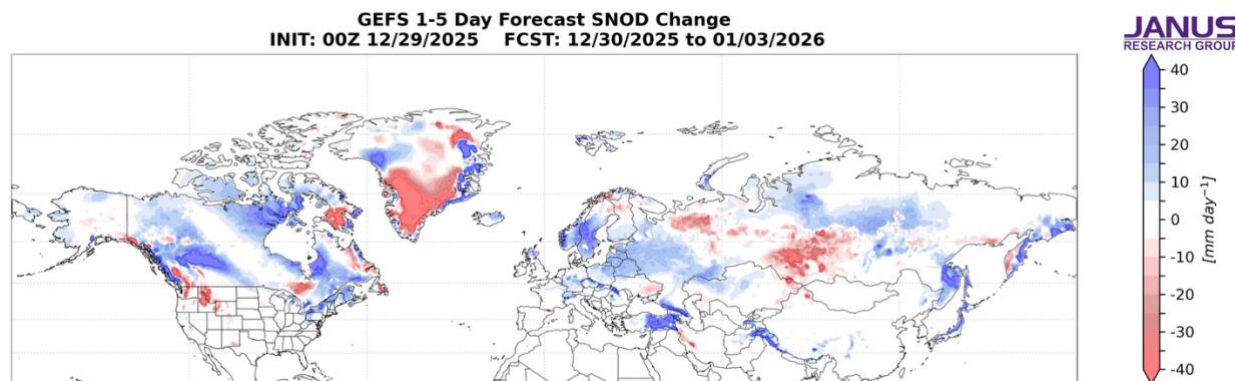 GEFS 1-5 Day Forecast SNOD Change
INIT: 00Z 12/29/2025 FCST: 12/30/2025 to 01/03/2026
JANUS
RESEARCH GROUP
40
30
20
10
0
-10
-20
-30
-40
[mm day⁻¹]